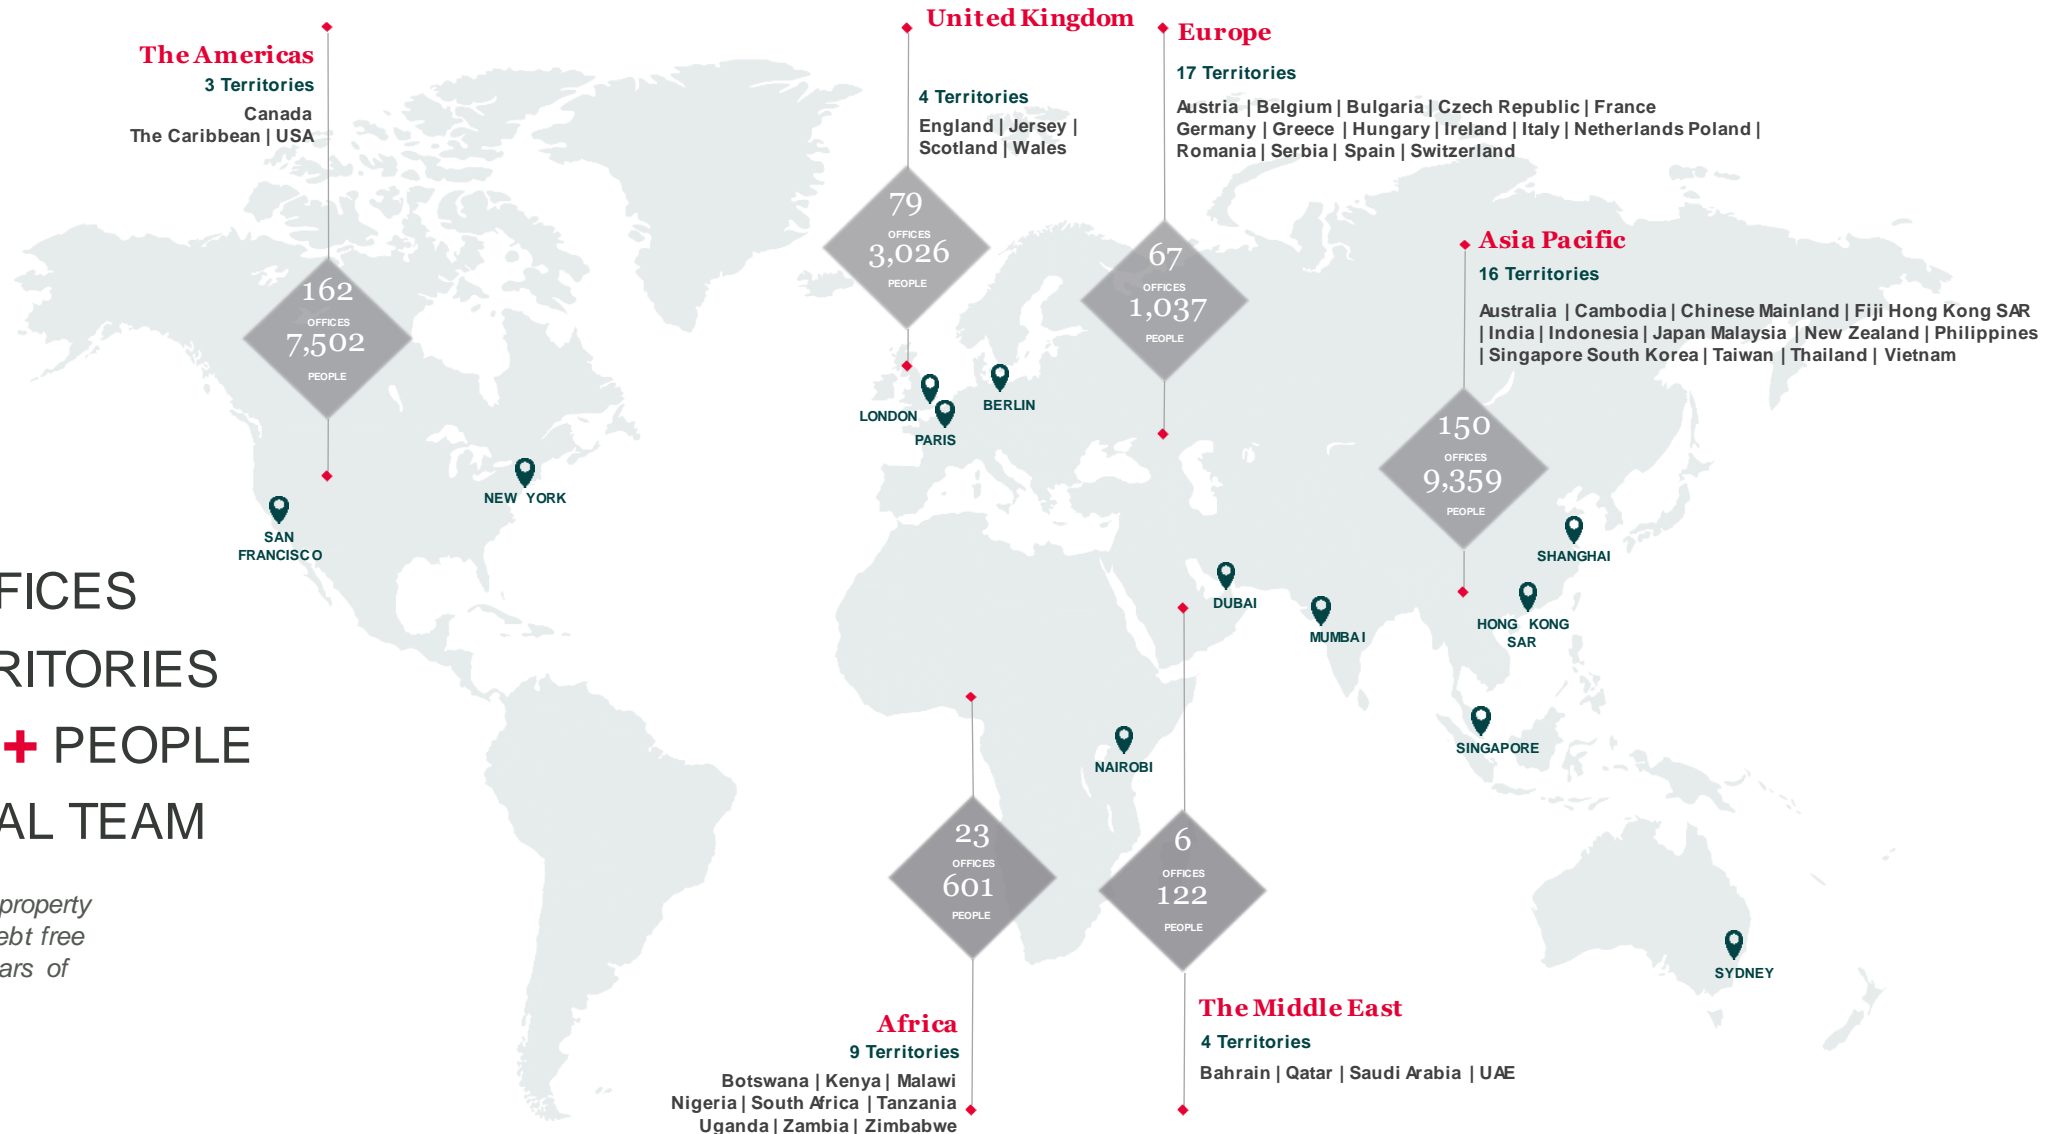 The Americas
3 Territories
Canada
The Caribbean | USA
162
OFFICES
7,502
PEOPLE
United Kingdom
4 Territories
England | Jersey |
Scotland | Wales
79
OFFICES
3,026
PEOPLE
Europe
17 Territories
Austria | Belgium | Bulgaria | Czech Republic | France
Germany | Greece | Hungary | Ireland | Italy | Netherlands Poland |
Romania | Serbia | Spain | Switzerland
67
OFFICES
1,037
PEOPLE
Asia Pacific
16 Territories
Australia | Cambodia | Chinese Mainland | Fiji Hong Kong SAR
| India | Indonesia | Japan Malaysia | New Zealand | Philippines
| Singapore South Korea | Taiwan | Thailand | Vietnam
150
OFFICES
9,359
PEOPLE
LONDON
PARIS
BERLIN
NEW YORK
SAN
FRANCISCO
SHANGHAI
DUBAI
MUMBAI
HONG KONG
SAR
SINGAPORE
NAIROBI
SYDNEY
FICES
RITORIES
+ PEOPLE
AL TEAM
property
ebt free
ars of
23
OFFICES
601
PEOPLE
Africa
9 Territories
Botswana | Kenya | Malawi
Nigeria | South Africa | Tanzania
Uganda | Zambia | Zimbabwe
6
OFFICES
122
PEOPLE
The Middle East
4 Territories
Bahrain | Qatar | Saudi Arabia | UAE